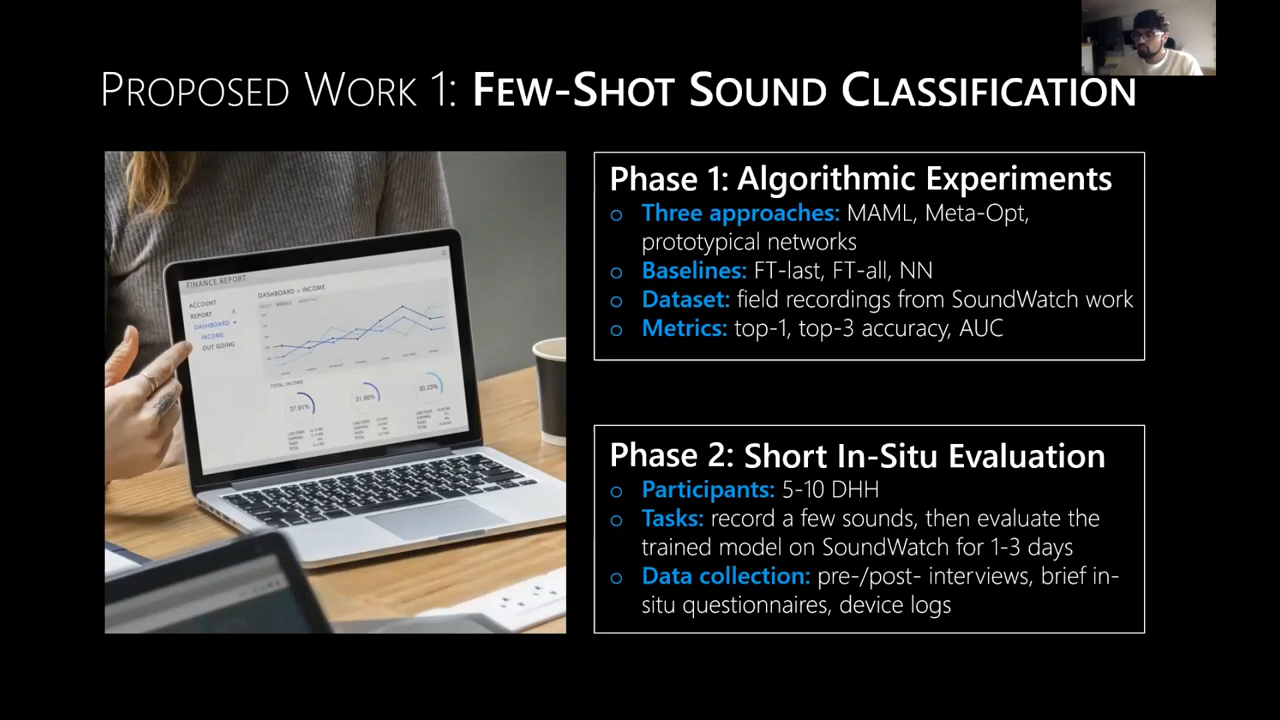 PROPOSED WORK 1: FEW-SHOT SOUND CLASSIFICATION
FINANCE REPORT
ACCOUNT
REPORT
DASHBOARD
INCOME
OUT GOING
DASHBOARD > INCOME
DAILY WEEKLY MONTHLY
TOTAL INCOME
37.91%
31.86%
30.23%
Phase 1: Algorithmic Experiments
o Three approaches: MAML, Meta-Opt,
prototypical networks
o Baselines: FT-last, FT-all, NN
o Dataset: field recordings from SoundWatch work
o Metrics: top-1, top-3 accuracy, AUC
Phase 2: Short In-Situ Evaluation
o Participants: 5-10 DHH
o Tasks: record a few sounds, then evaluate the
trained model on SoundWatch for 1-3 days
o Data collection: pre-/post- interviews, brief in-
situ questionnaires, device logs